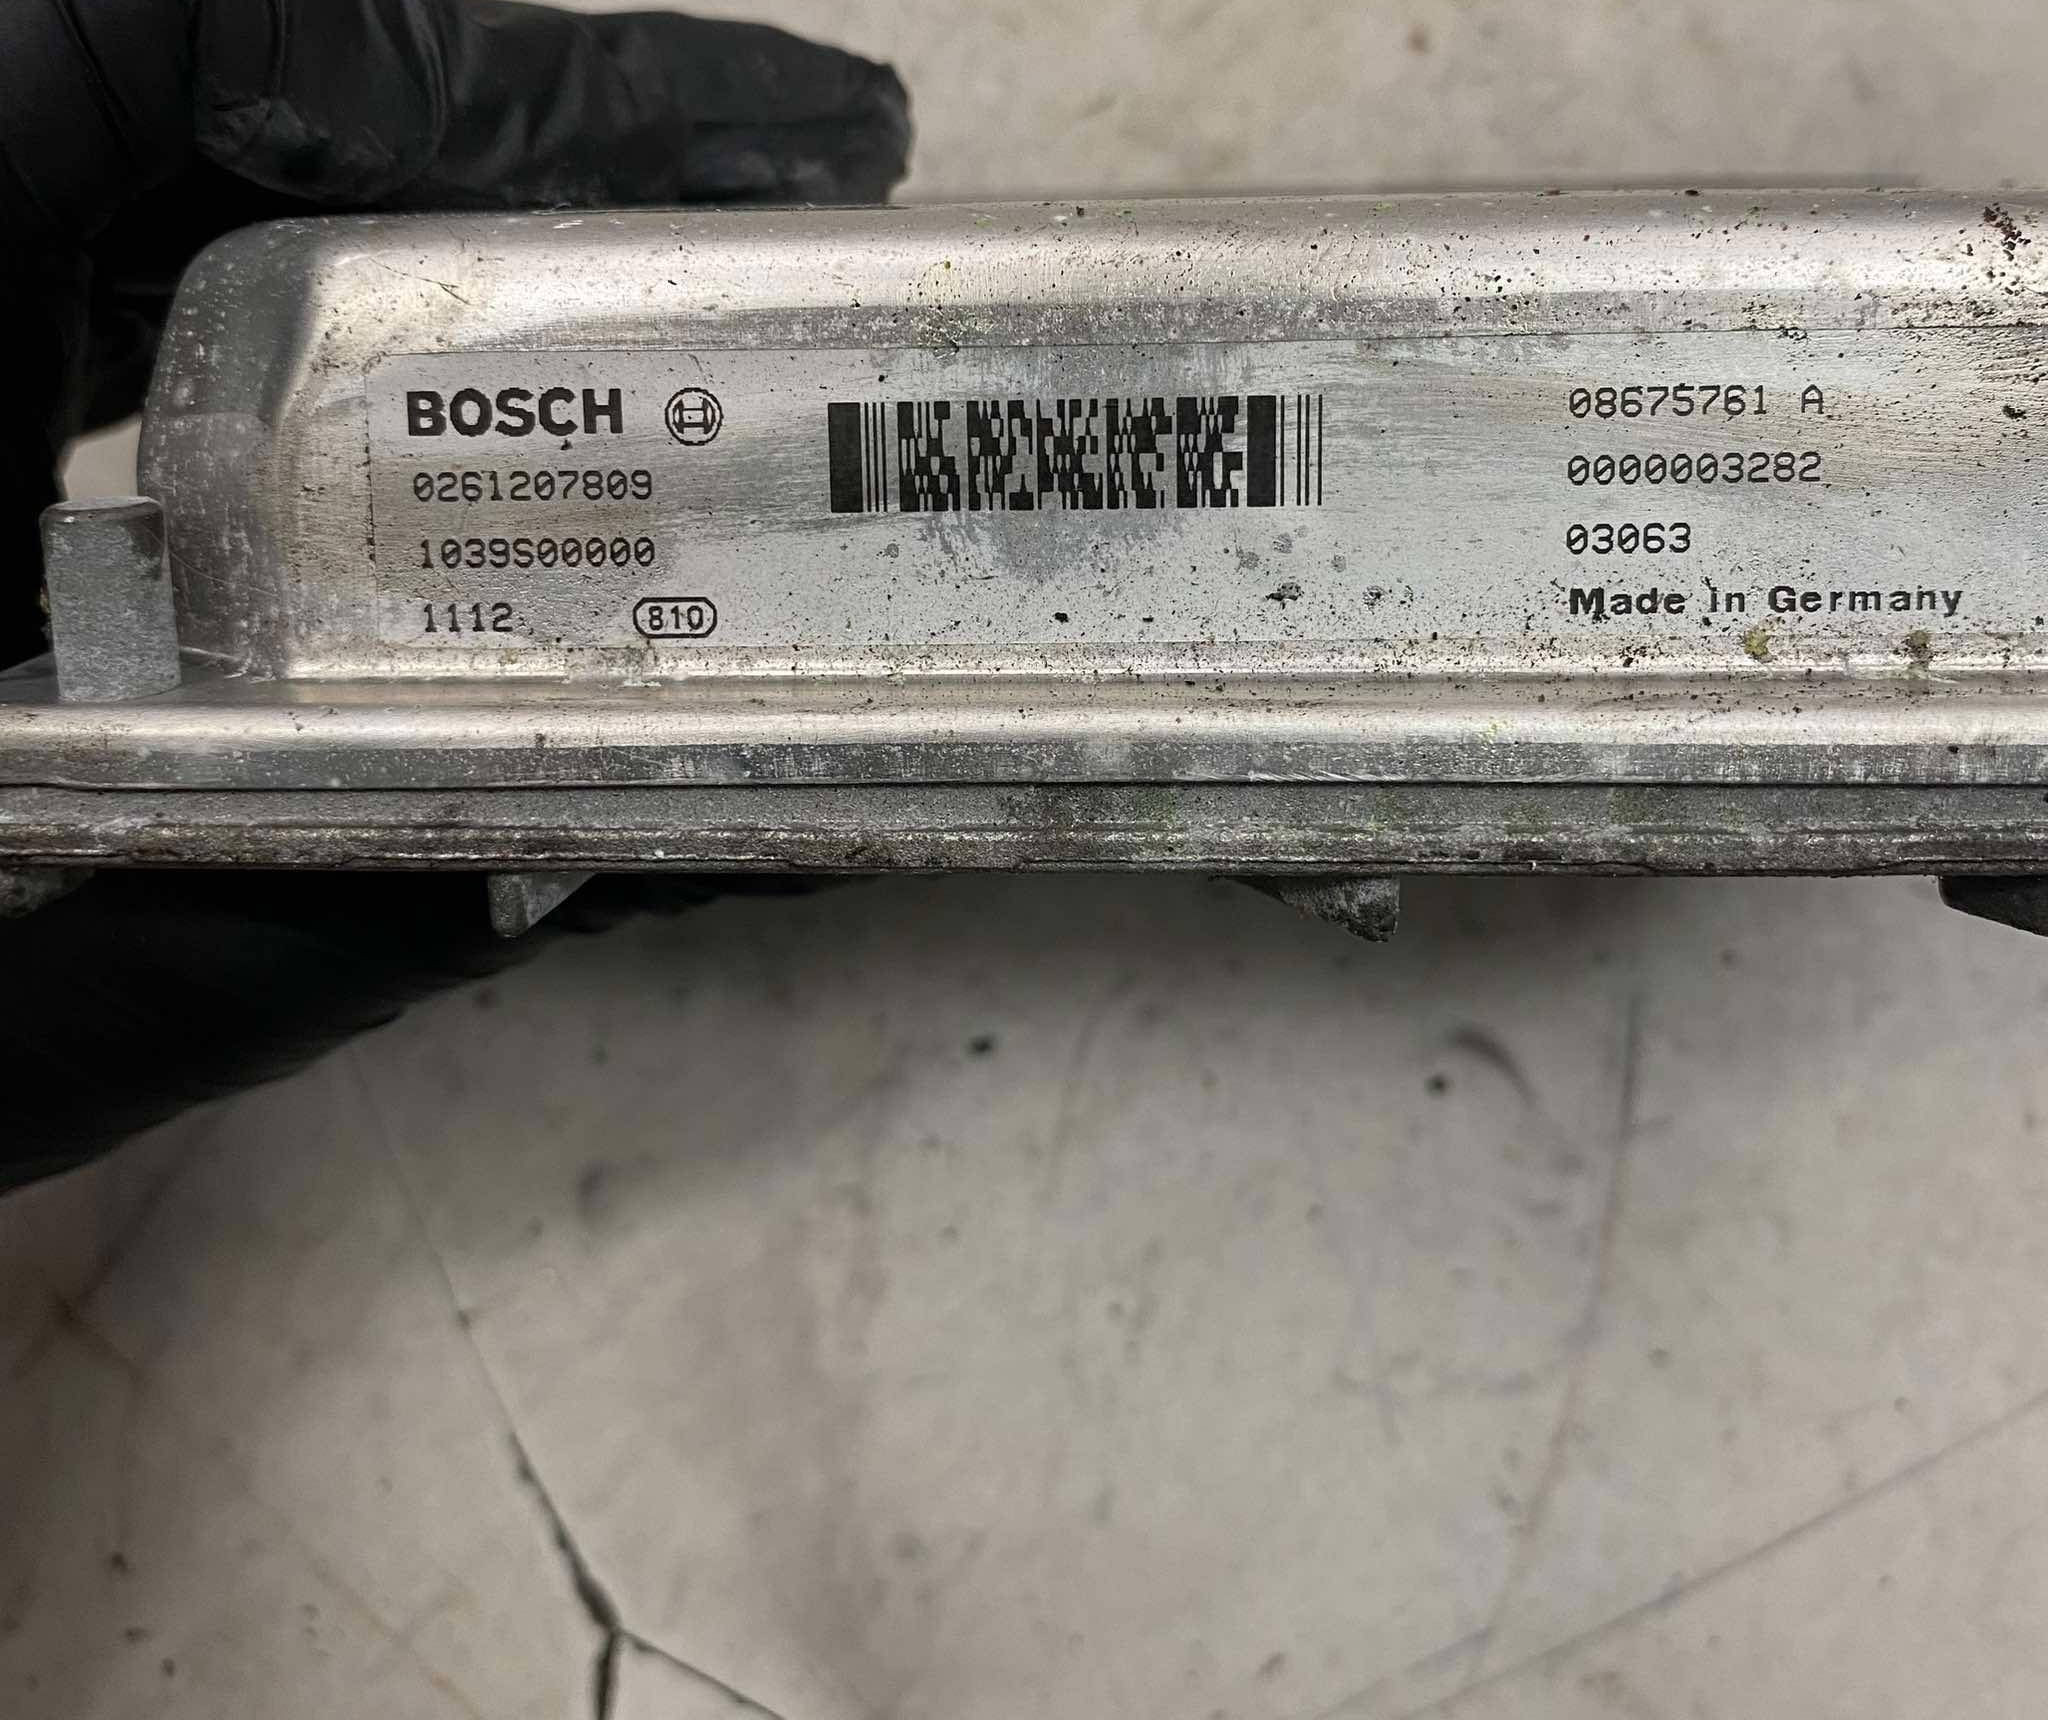 BOSCH
0261207809
1039S00000
1112 810
08675761 A
0000003282
03063
Made in Germany